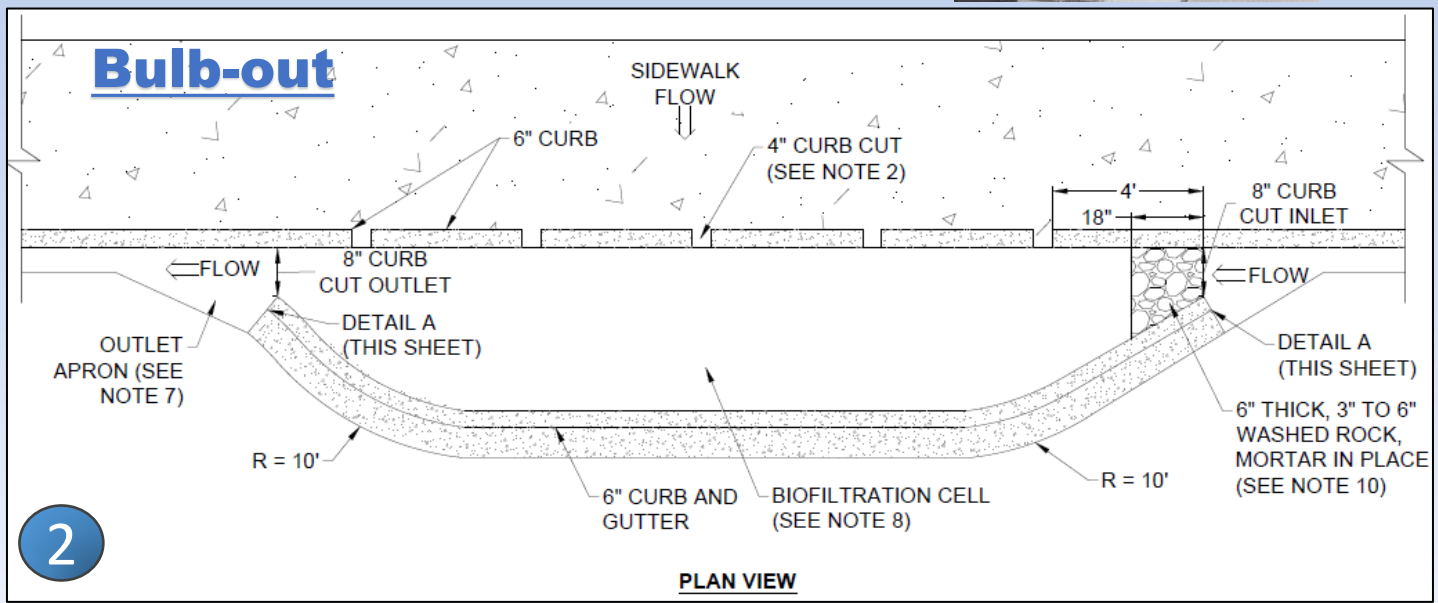 Bulb-out
SIDEWALK
FLOW
6" CURB
4" CURB CUT
(SEE NOTE 2)
4'
18"
8" CURB
CUT INLET
FLOW
8" CURB
CUT OUTLET
FLOW
DETAIL A
(THIS SHEET)
OUTLET
APRON (SEE
NOTE 7)
DETAIL A
(THIS SHEET)
6" THICK, 3" TO 6"
WASHED ROCK,
MORTAR IN PLACE
(SEE NOTE 10)
R = 10'
R = 10'
6" CURB AND
GUTTER
BIOFILTRATION CELL
(SEE NOTE 8)
2
PLAN VIEW